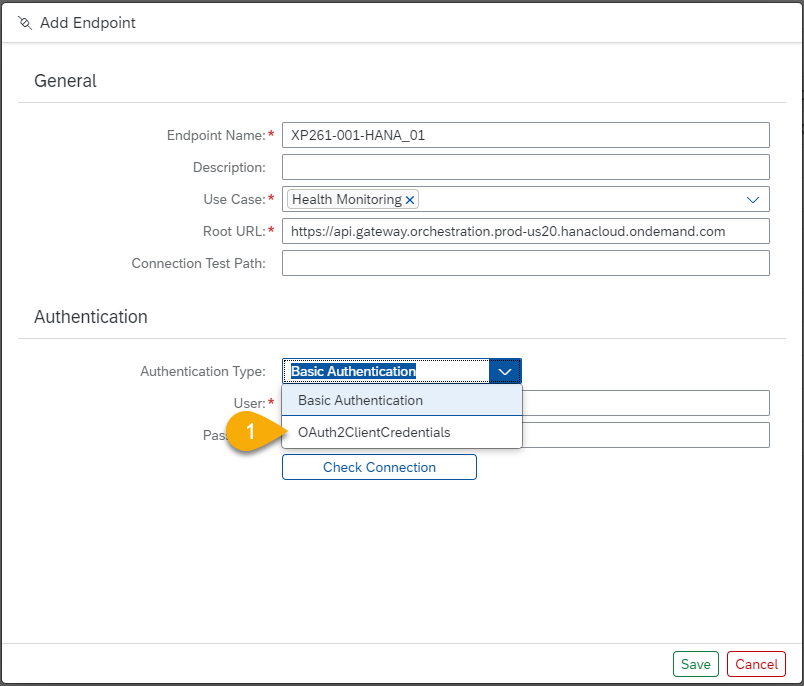 Add Endpoint
General
Endpoint Name:* XP261-001-HANA_01
Description:
Use Case:* Health Monitoring
Root URL:* https://api.gateway.orchestration.prod-us20.hanacloud.ondemand.com
Connection Test Path:
Authentication
Authentication Type: Basic Authentication
Basic Authentication
User:*
1 OAuth2ClientCredentials
Check Connection
Save Cancel